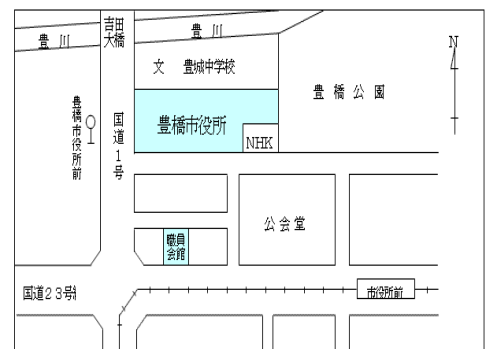 吉田
大橋
豊川
豊川
N
文 豊城中学校
豊橋公園
豊橋市役所前
国道1号
豊橋市役所
NHK
職員
会館
公会堂
国道23号線
市役所前